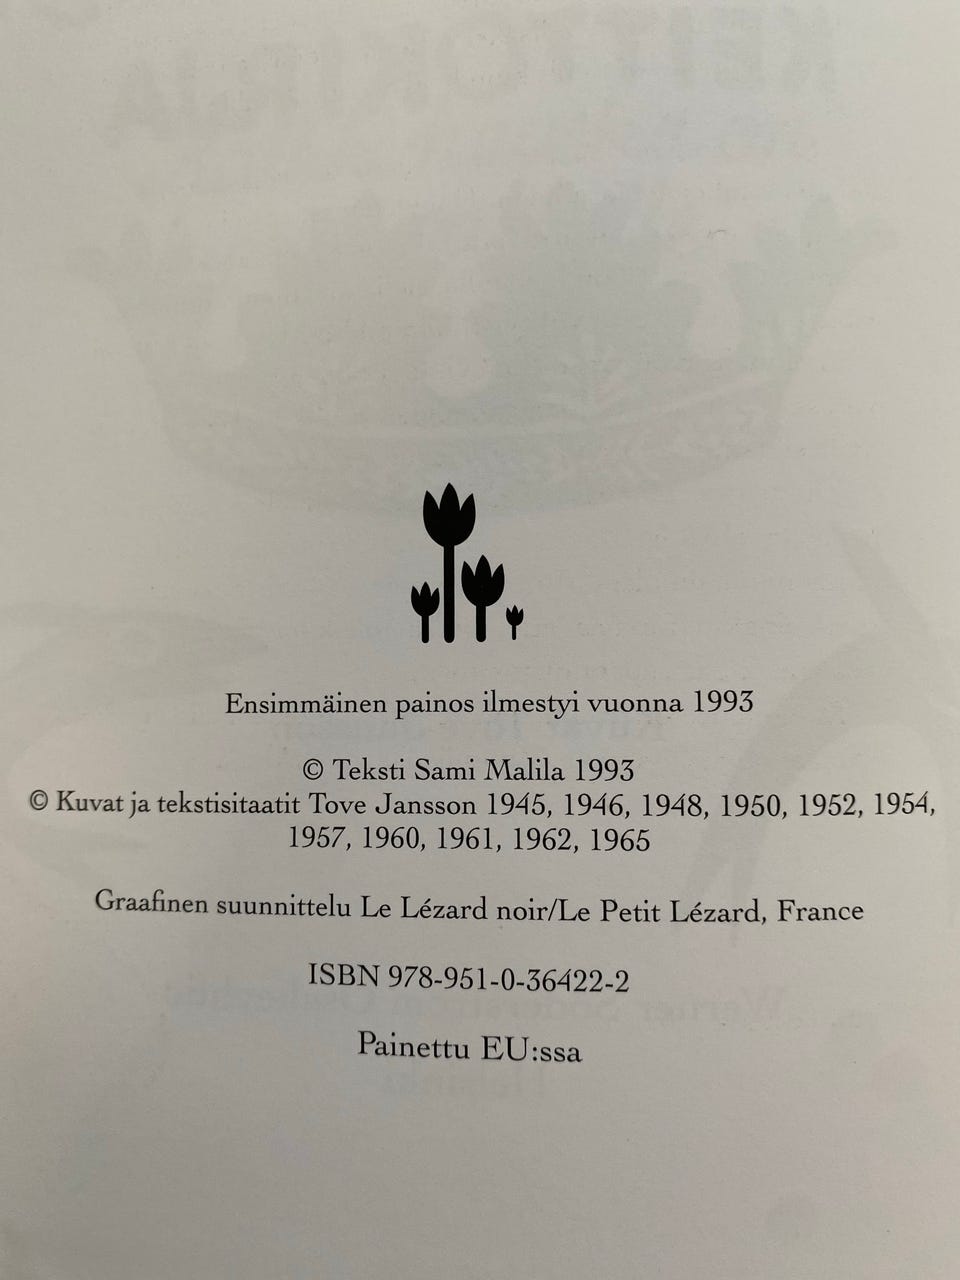 Ensimmäinen painos ilmestyi vuonna 1993
© Teksti Sami Malila 1993
© Kuvat ja tekstisitaatit Tove Jansson 1945, 1946, 1948, 1950, 1952, 1954,
1957, 1960, 1961, 1962, 1965
Graafinen suunnittelu Le Lézard noir/Le Petit Lézard, France
ISBN 978-951-0-36422-2
Painettu EU:ssa